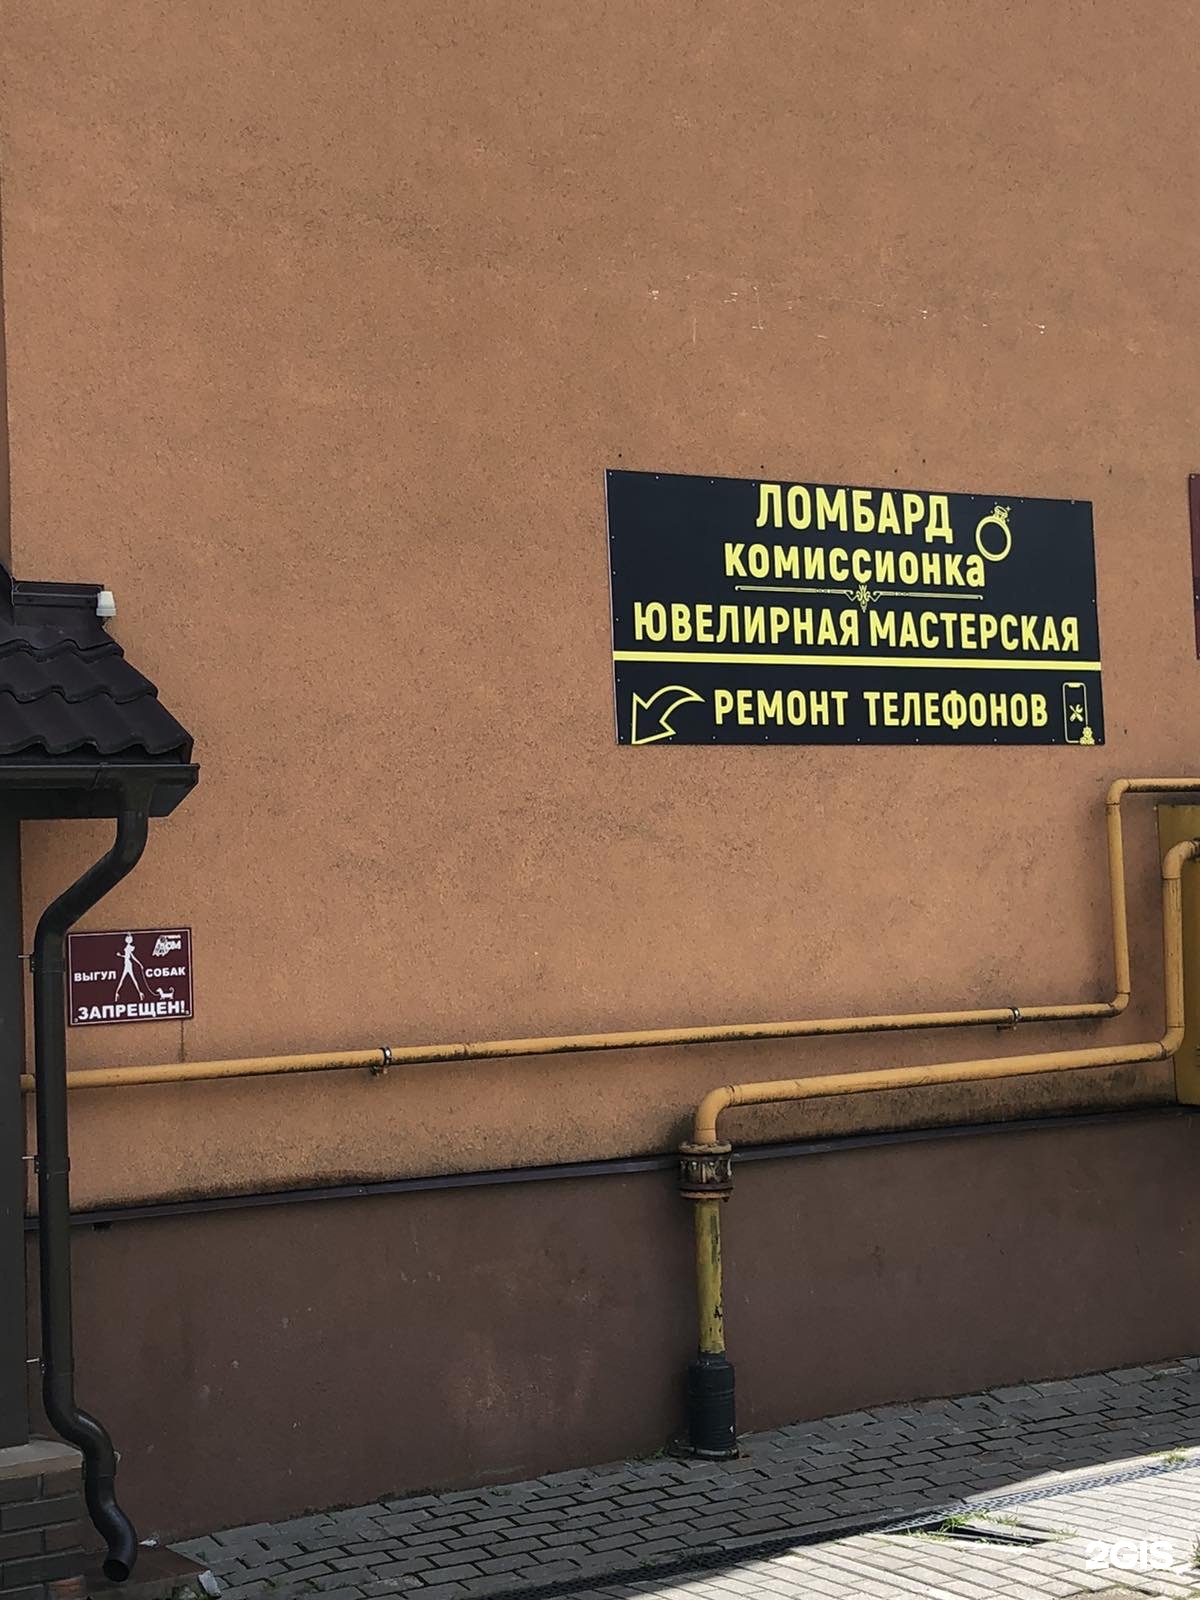 ЛОМБАРД
КОМИССИОНКа
ЮВЕЛИРНАЯ МАСТЕРСКАЯ
РЕМОНТ ТЕЛЕФОНОВ
ВЫГУЛ СОБАК
ЗАПРЕЩЕН!
2GIS